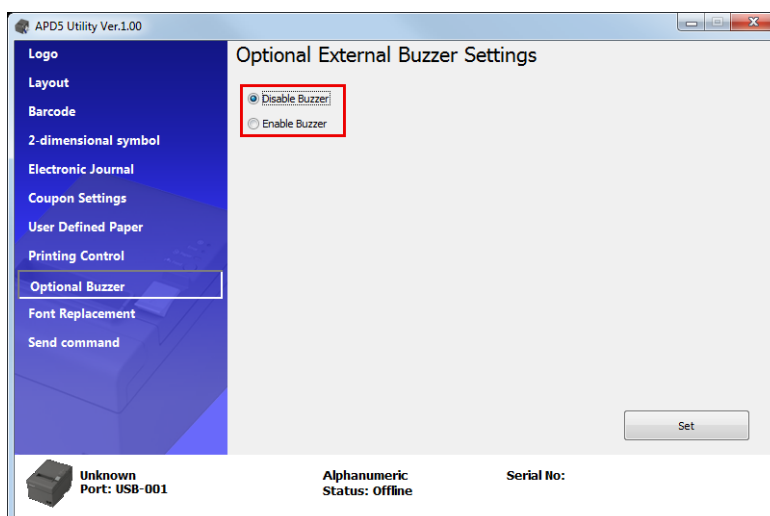 APD5 Utility Ver.1.00
Logo
Layout
Barcode
2-dimensional symbol
Electronic Journal
Coupon Settings
User Defined Paper
Printing Control
Optional Buzzer
Font Replacement
Send command
Optional External Buzzer Settings
Disable Buzzer
Enable Buzzer
Set
Unknown
Port: USB-001
Alphanumeric
Status: Offline
Serial No: